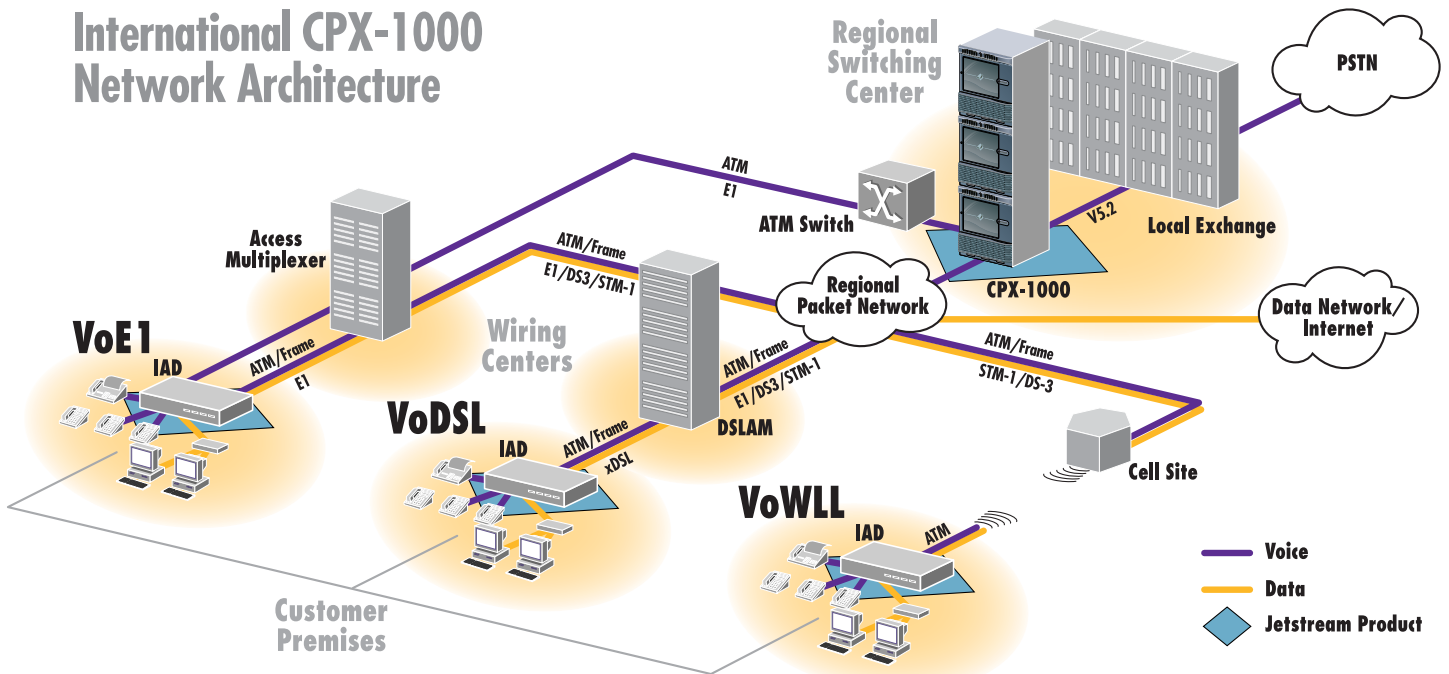 International CPX-1000
Network Architecture
Regional
Switching
Center
PSTN
ATM
E1
ATM Switch
V5.2
Local Exchange
Access
Multiplexer
ATM/Frame
E1/DS3/STM-1
Regional
Packet Network
CPX-1000
Data Network/
Internet
Wiring
Centers
VoE1
IAD
ATM/Frame
E1
ATM/Frame
E1/DS3/STM-1
ATM/Frame
STM-1/DS-3
DSLAM
VoDSL
IAD
ATM/Frame
xDSL
Cell Site
VoWLL
IAD
ATM
Customer
Premises
Voice
Data
Jetstream Product